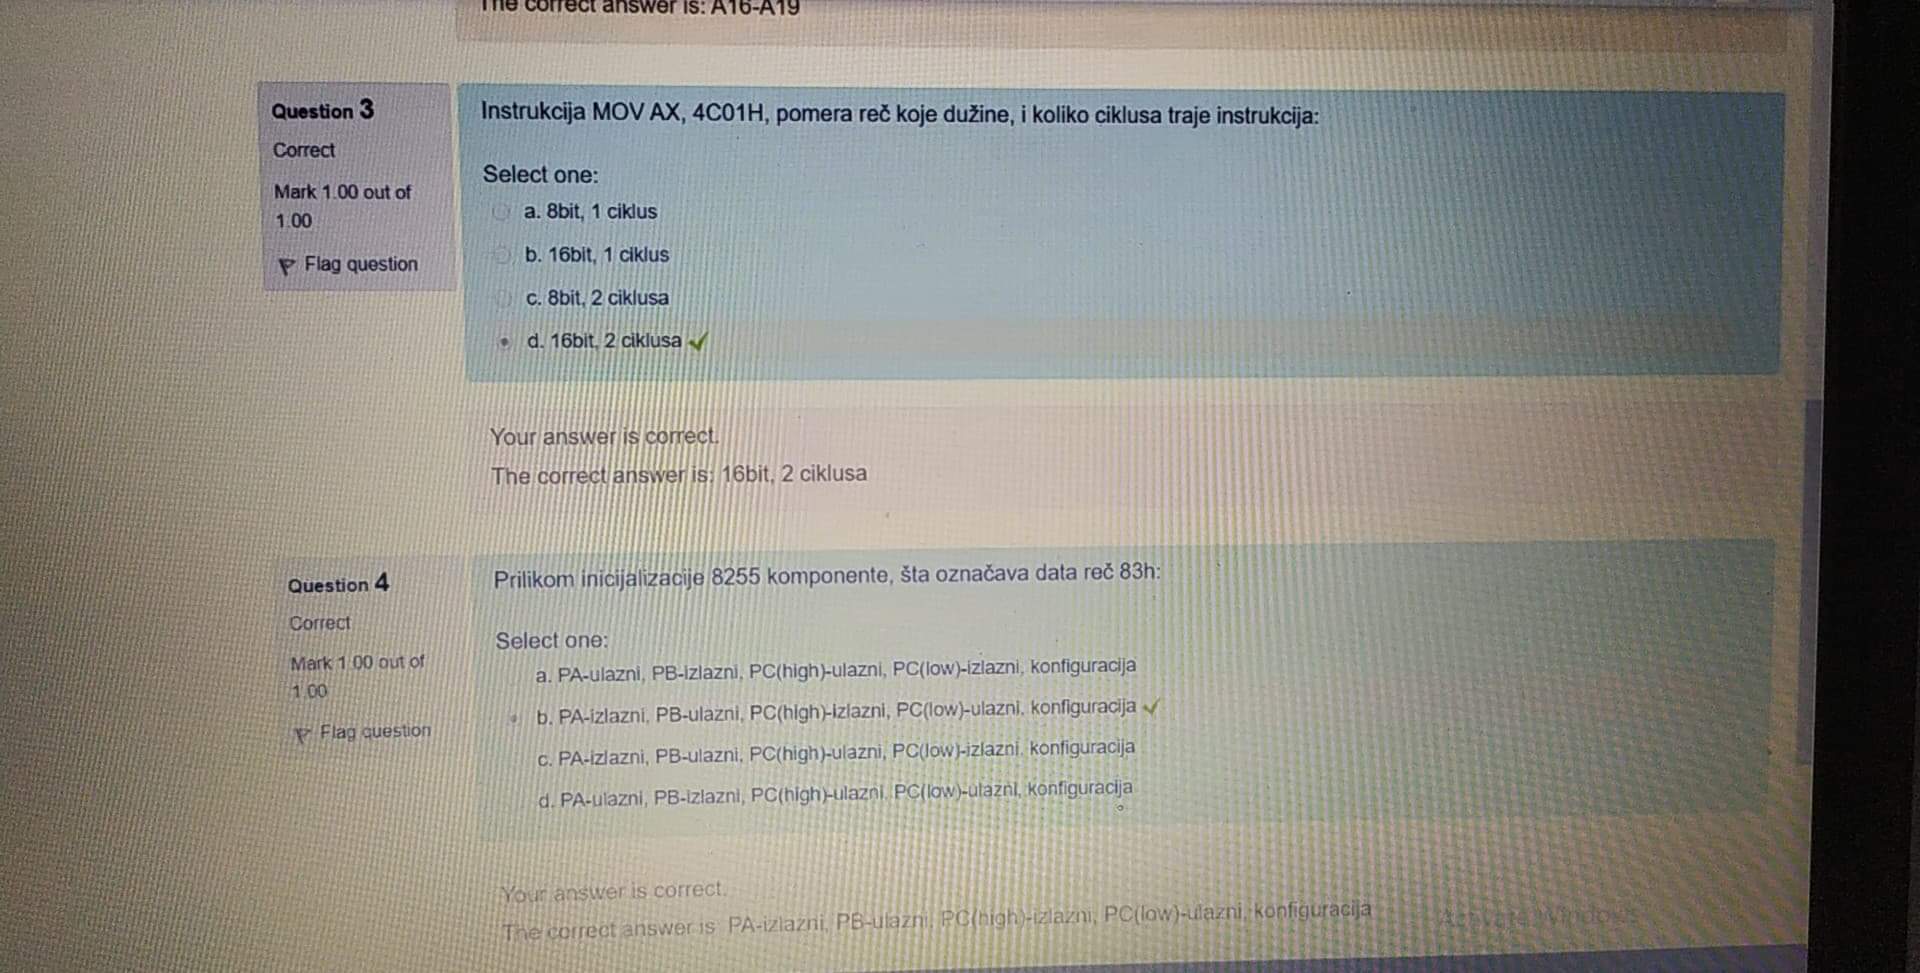 The correct answer is: A16-A19
Question 3
Correct
Mark 1.00 out of
1.00
Flag question
Instrukcija MOV AX, 4C01H, pomera reč koje dužine, i koliko ciklusa traje instrukcija:
Select one:
a. 8bit, 1 ciklus
b. 16bit, 1 ciklus
c. 8bit, 2 ciklusa
d. 16bit, 2 ciklusa
Your answer is correct.
The correct answer is: 16bit, 2 ciklusa
Question 4
Correct
Mark 1.00 out of
1.00
Flag question
Prilikom inicijalizacije 8255 komponente, šta označava data reč 83h:
Select one:
a. PA-ulazni, PB-izlazni, PC(high)-ulazni, PC(low)-izlazni, konfiguracija
b. PA-izlazni, PB-ulazni, PC(high)-izlazni, PC(low)-ulazni, konfiguracija
c. PA-izlazni, PB-ulazni, PC(high)-ulazni, PC(low)-izlazni, konfiguracija
d. PA-ulazni, PB-izlazni, PC(high)-ulazni, PC(low)-ulazni, konfiguracija
Your answer is correct.
The correct answer is: PA-izlazni, PB-ulazni, PC(high)-izlazni, PC(low)-ulazni, konfiguracija
Activate Windows